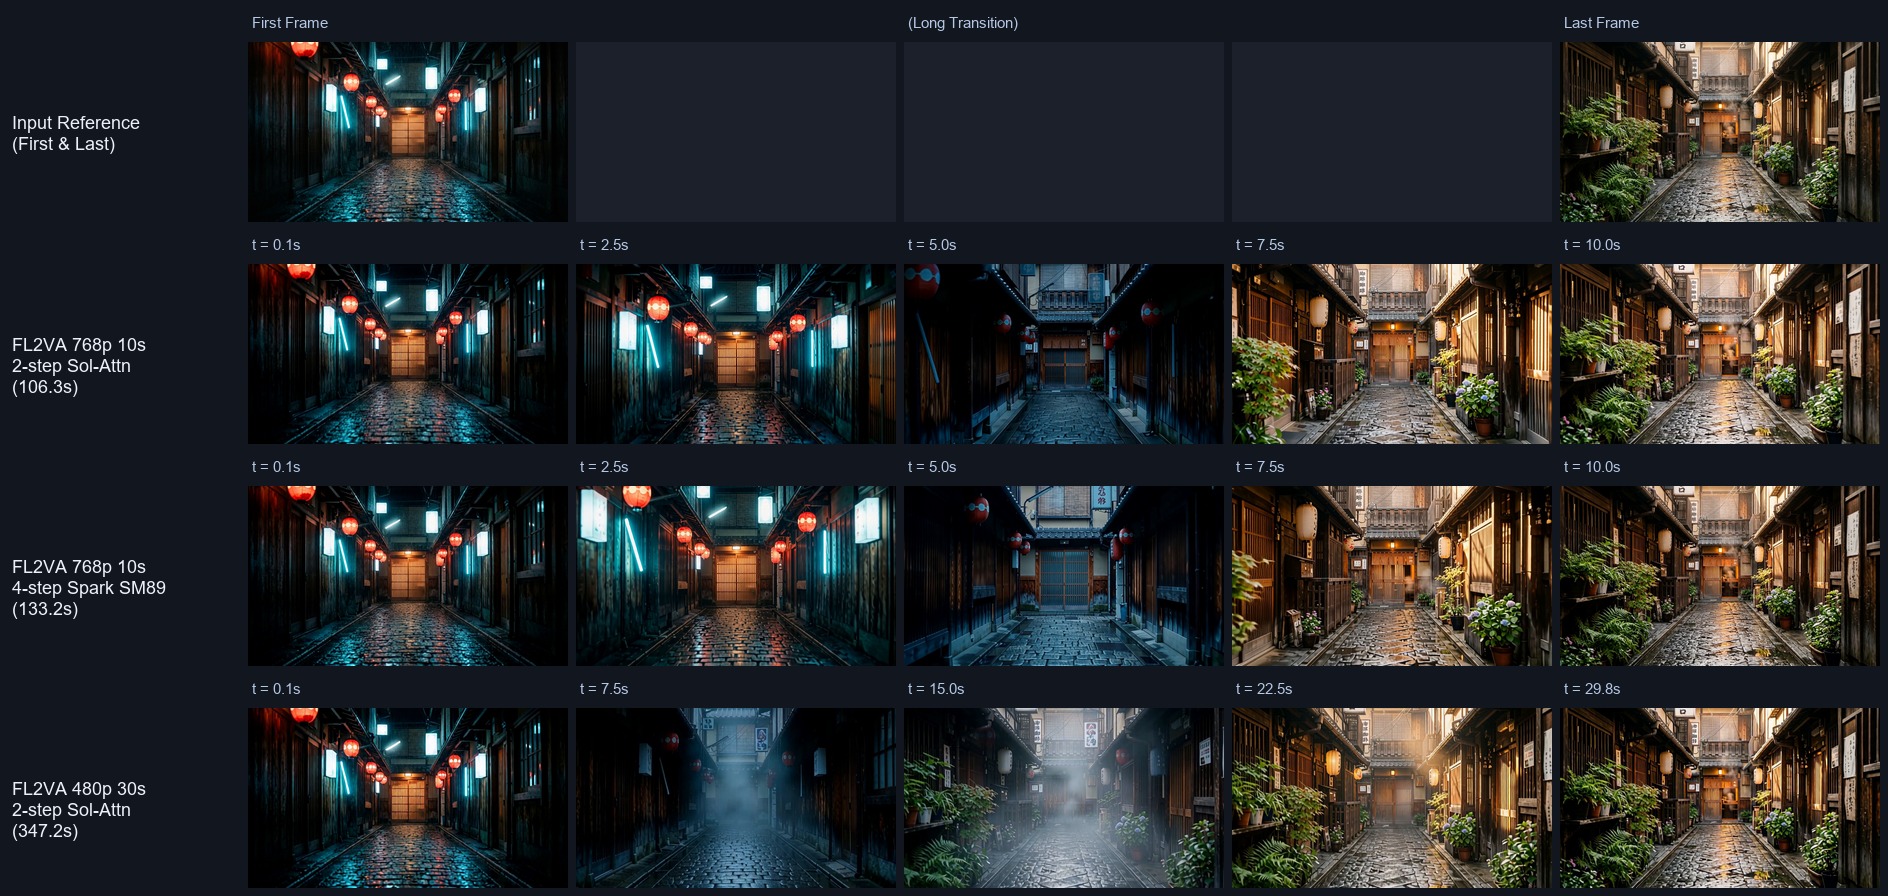 First Frame
(Long Transition)
Last Frame
Input Reference
(First & Last)
t = 0.1s
t = 2.5s
t = 5.0s
t = 7.5s
t = 10.0s
FL2VA 768p 10s
2-step Sol-Attn
(106.3s)
t = 0.1s
t = 2.5s
t = 5.0s
t = 7.5s
t = 10.0s
FL2VA 768p 10s
4-step Spark SM89
(133.2s)
t = 0.1s
t = 7.5s
t = 15.0s
t = 22.5s
t = 29.8s
FL2VA 480p 30s
2-step Sol-Attn
(347.2s)